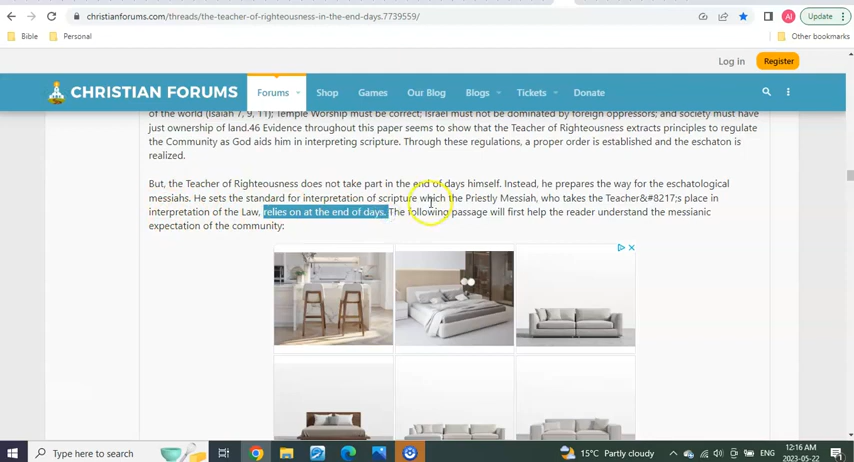 christianforums.com/threads/the-teacher-of-righteousness-in-the-end-days.7739559/
AI
Update
Bible
Personal
Other bookmarks
Log in
Register
CHRISTIAN FORUMS
Forums
Shop
Games
Our Blog
Blogs
Tickets
Donate
of the world (Isaiah 7, 9, 11); Temple Worship must be correct; Israel must not be dominated by foreign oppressors; and society must have
just ownership of land.46 Evidence throughout this paper seems to show that the Teacher of Righteousness extracts principles to regulate
the Community as God aids him in interpreting scripture. Through these regulations, a proper order is established and the eschaton is
realized.
But, the Teacher of Righteousness does not take part in the end of days himself. Instead, he prepares the way for the eschatological
messiahs. He sets the standard for interpretation of scripture which the Priestly Messiah, who takes the Teacher&#8217;s place in
interpretation of the Law, relies on at the end of days. The following passage will first help the reader understand the messianic
expectation of the community:
Type here to search
15°C Partly cloudy
ENG
12:16 AM
2023-05-22